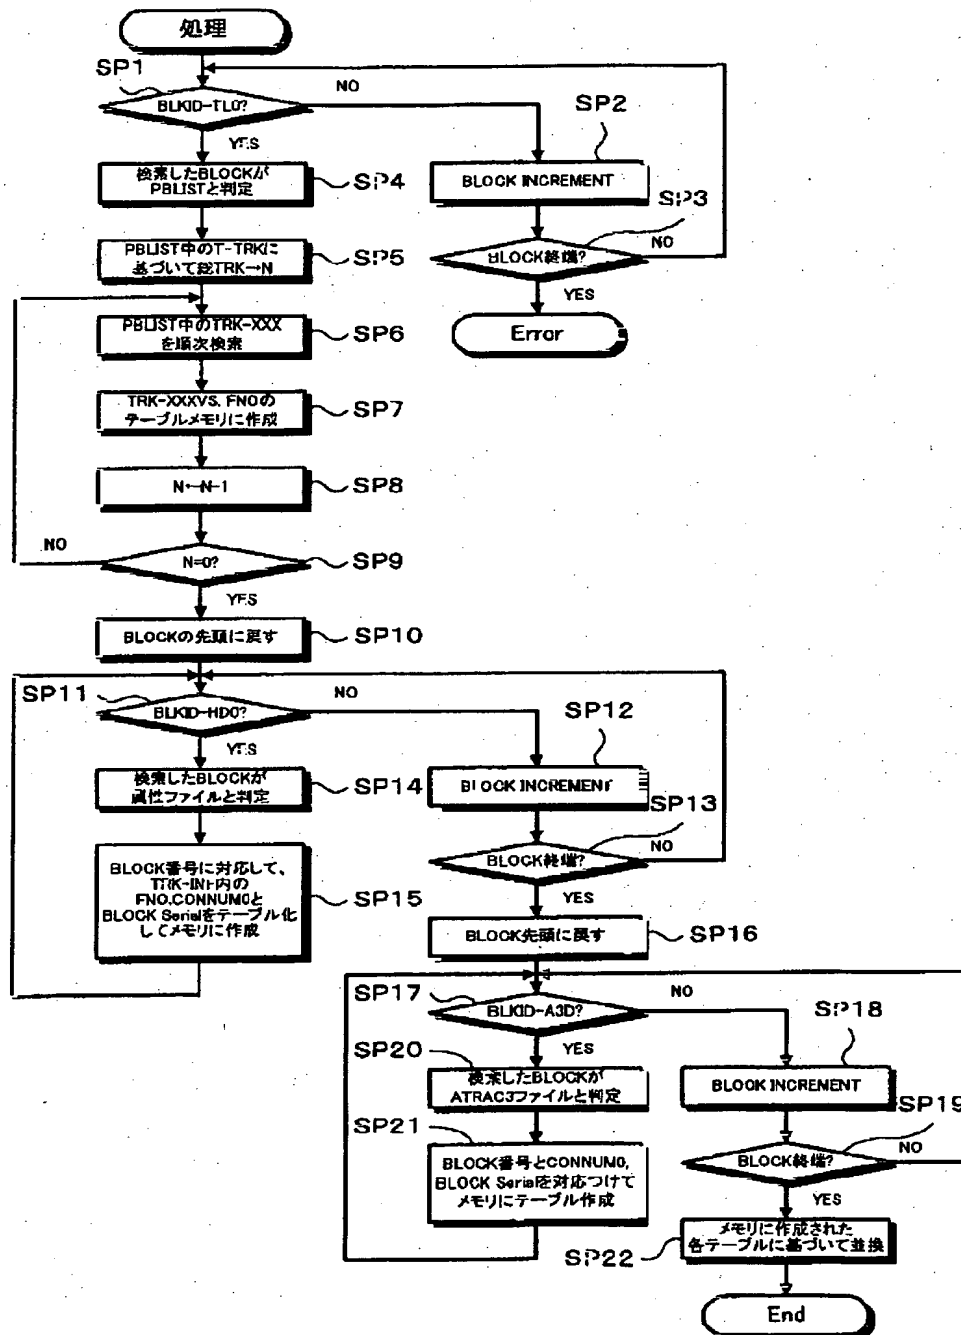 処理
SP1
BLKID-TL0?
NO
YES
SP2
BLOCK INCREMENT
SP3
BLOCK終端?
NO
YES
Error
検索したBLOCKが
PBLISTと判定
SP4
PBLIST中のT-TRKに
基づいて総TRK→N
SP5
PBLIST中のTRK-XXX
を順次検索
SP6
TRK-XXXVS. FNOの
テーブルメモリに作成
SP7
N←N-1
SP8
NO
N=0?
SP9
YES
BLOCKの先頭に戻す
SP10
SP11
BLKID-HD0?
NO
YES
SP12
BLOCK INCREMENT
SP13
BLOCK終端?
NO
YES
検索したBLOCKが
属性ファイルと判定
SP14
BLOCK番号に対応して、
TRK-INF内の
FNO.CONNUM0と
BLOCK Serialをテーブル化
してメモリに作成
SP15
BLOCK先頭に戻す
SP16
SP17
BLKID-A3D?
NO
YES
SP18
BLOCK INCREMENT
SP19
BLOCK終端?
NO
YES
SP20
検索したBLOCKが
ATRAC3ファイルと判定
SP21
BLOCK番号とCONNUM0,
BLOCK Serialを対応つけて
メモリにテーブル作成
メモリに作成された
各テーブルに基づいて並換
SP22
End